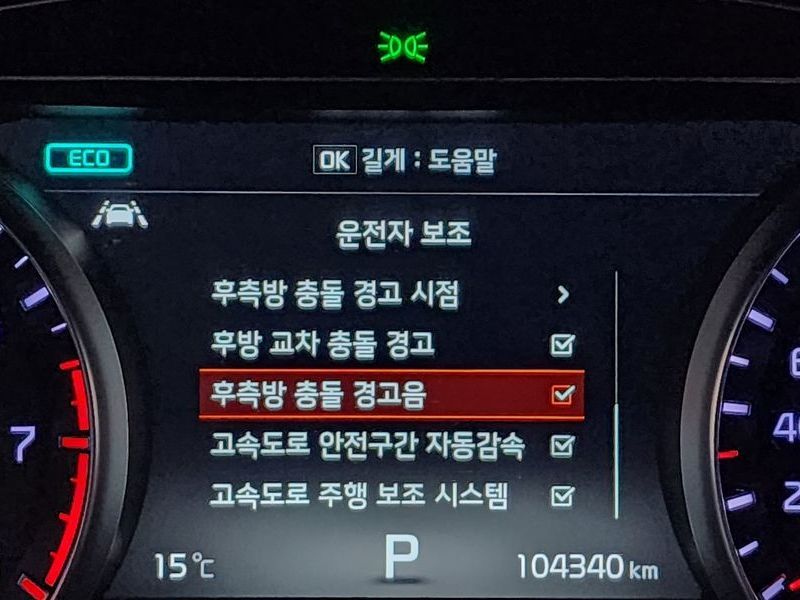 ECO
OK 길게 : 도움말
운전자 보조
후측방 충돌 경고 시점
후방 교차 충돌 경고
후측방 충돌 경고음
고속도로 안전구간 자동감속
고속도로 주행 보조 시스템
7
6
15℃
P
104340 km